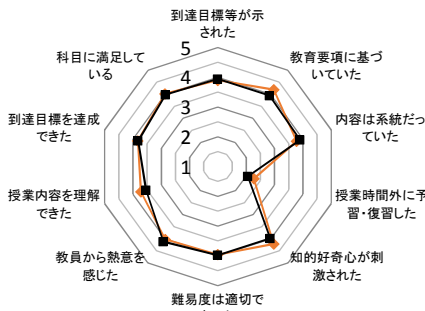 到達目標等が示
された
教育要項に基づ
いていた
内容は系統だっ
ていた
授業時間外に予
習・復習した
知的好奇心が刺
激された
難易度は適切で
教員から熱意を
感じた
授業内容を理解
できた
到達目標を達成
できた
科目に満足して
いる
5
4
3
2
1